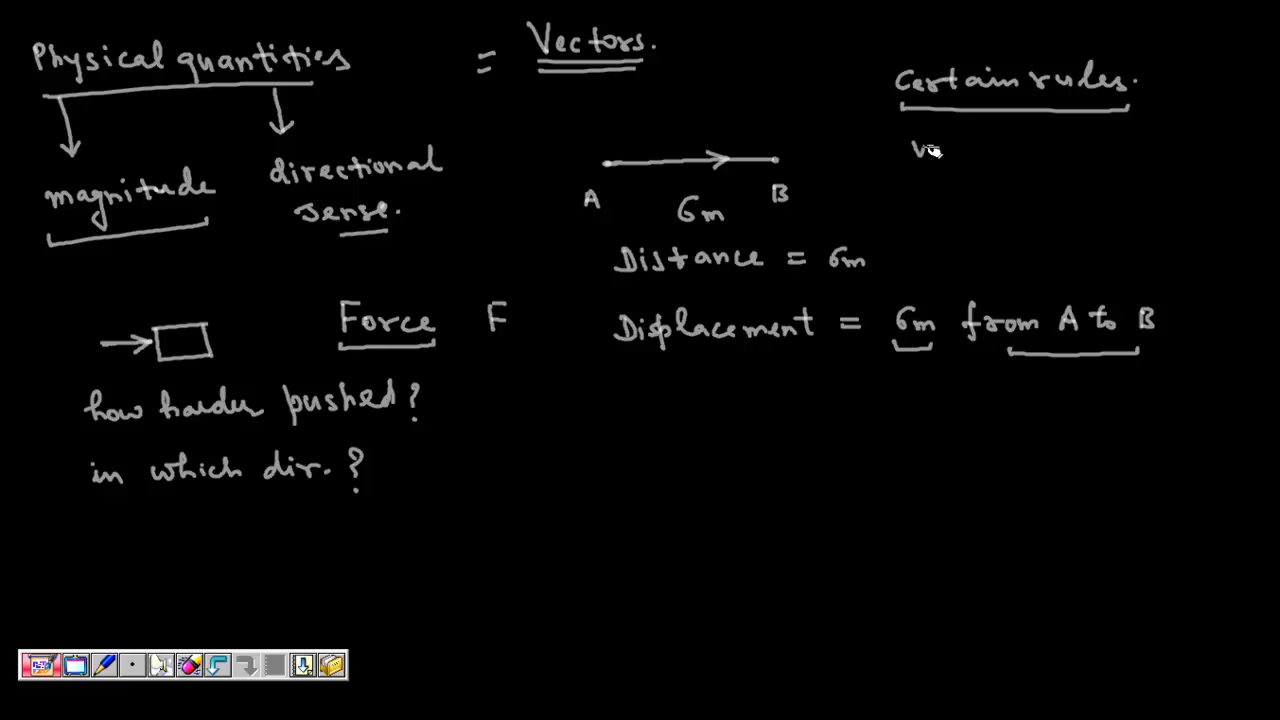 Physical quantities = Vectors.
magnitude
directional
sense.
Force F
how harder pushed?
in which dir. ?
A B
6m
Distance = 6m
Displacement = 6m from A to B
Certain rules.